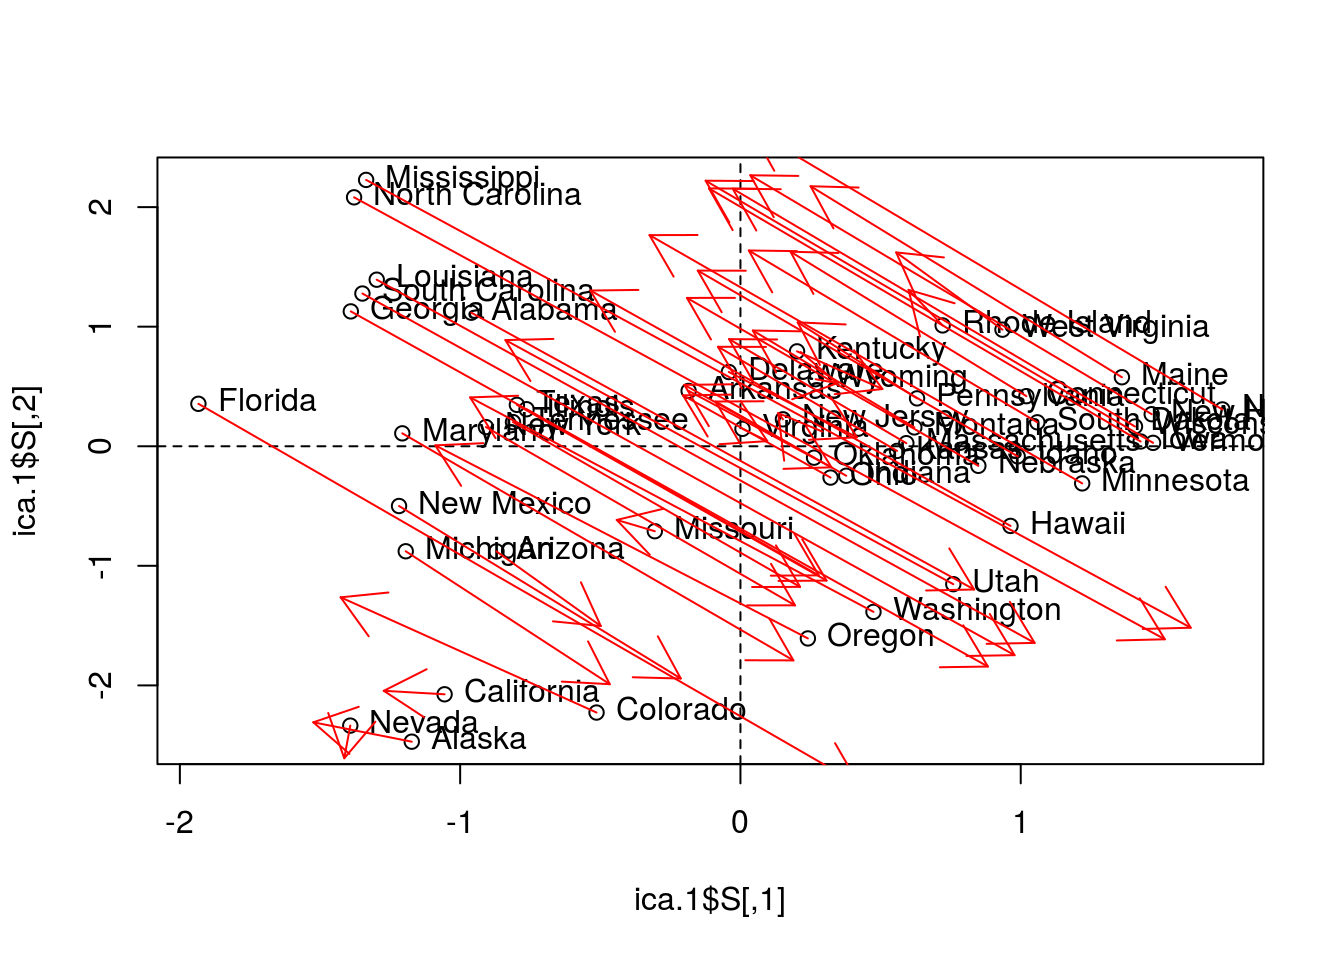 Mississippi
North Carolina
Louisiana
South Carolina
Georgia
Alabama
Rhode Island
West Virginia
Kentucky
Delaware
Wyoming
Maine
Arkansas
Pennsylvania
Connecticut
Florida
Texas
Illinois
Tennessee
New York
Maryland
Virginia
New Jersey
Montana
South Dakota
Massachusetts
Iowa
Vermo
Oklahoma
Kansas
Idaho
Ohio
Indiana
Nebraska
Minnesota
New Mexico
Missouri
Hawaii
Michigan
Arizona
Utah
Washington
Oregon
California
Colorado
Nevada
Alaska
2
1
0
-1
-2
-2
-1
0
1
ica.1$S[,1]
ica.1$S[,2]